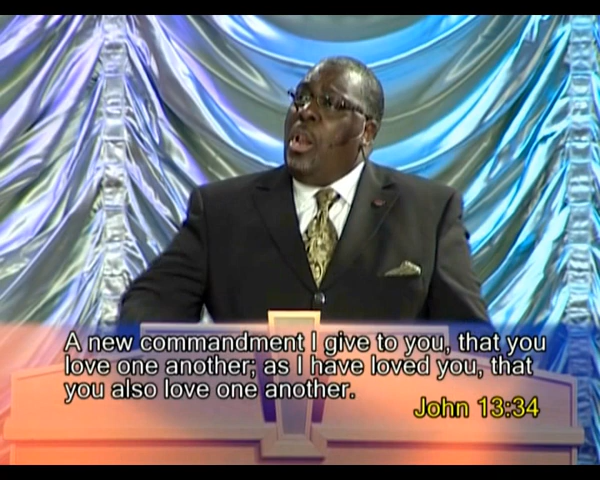 A new commandment I give to you, that you
love one another; as I have loved you, that
you also love one another.
John 13:34